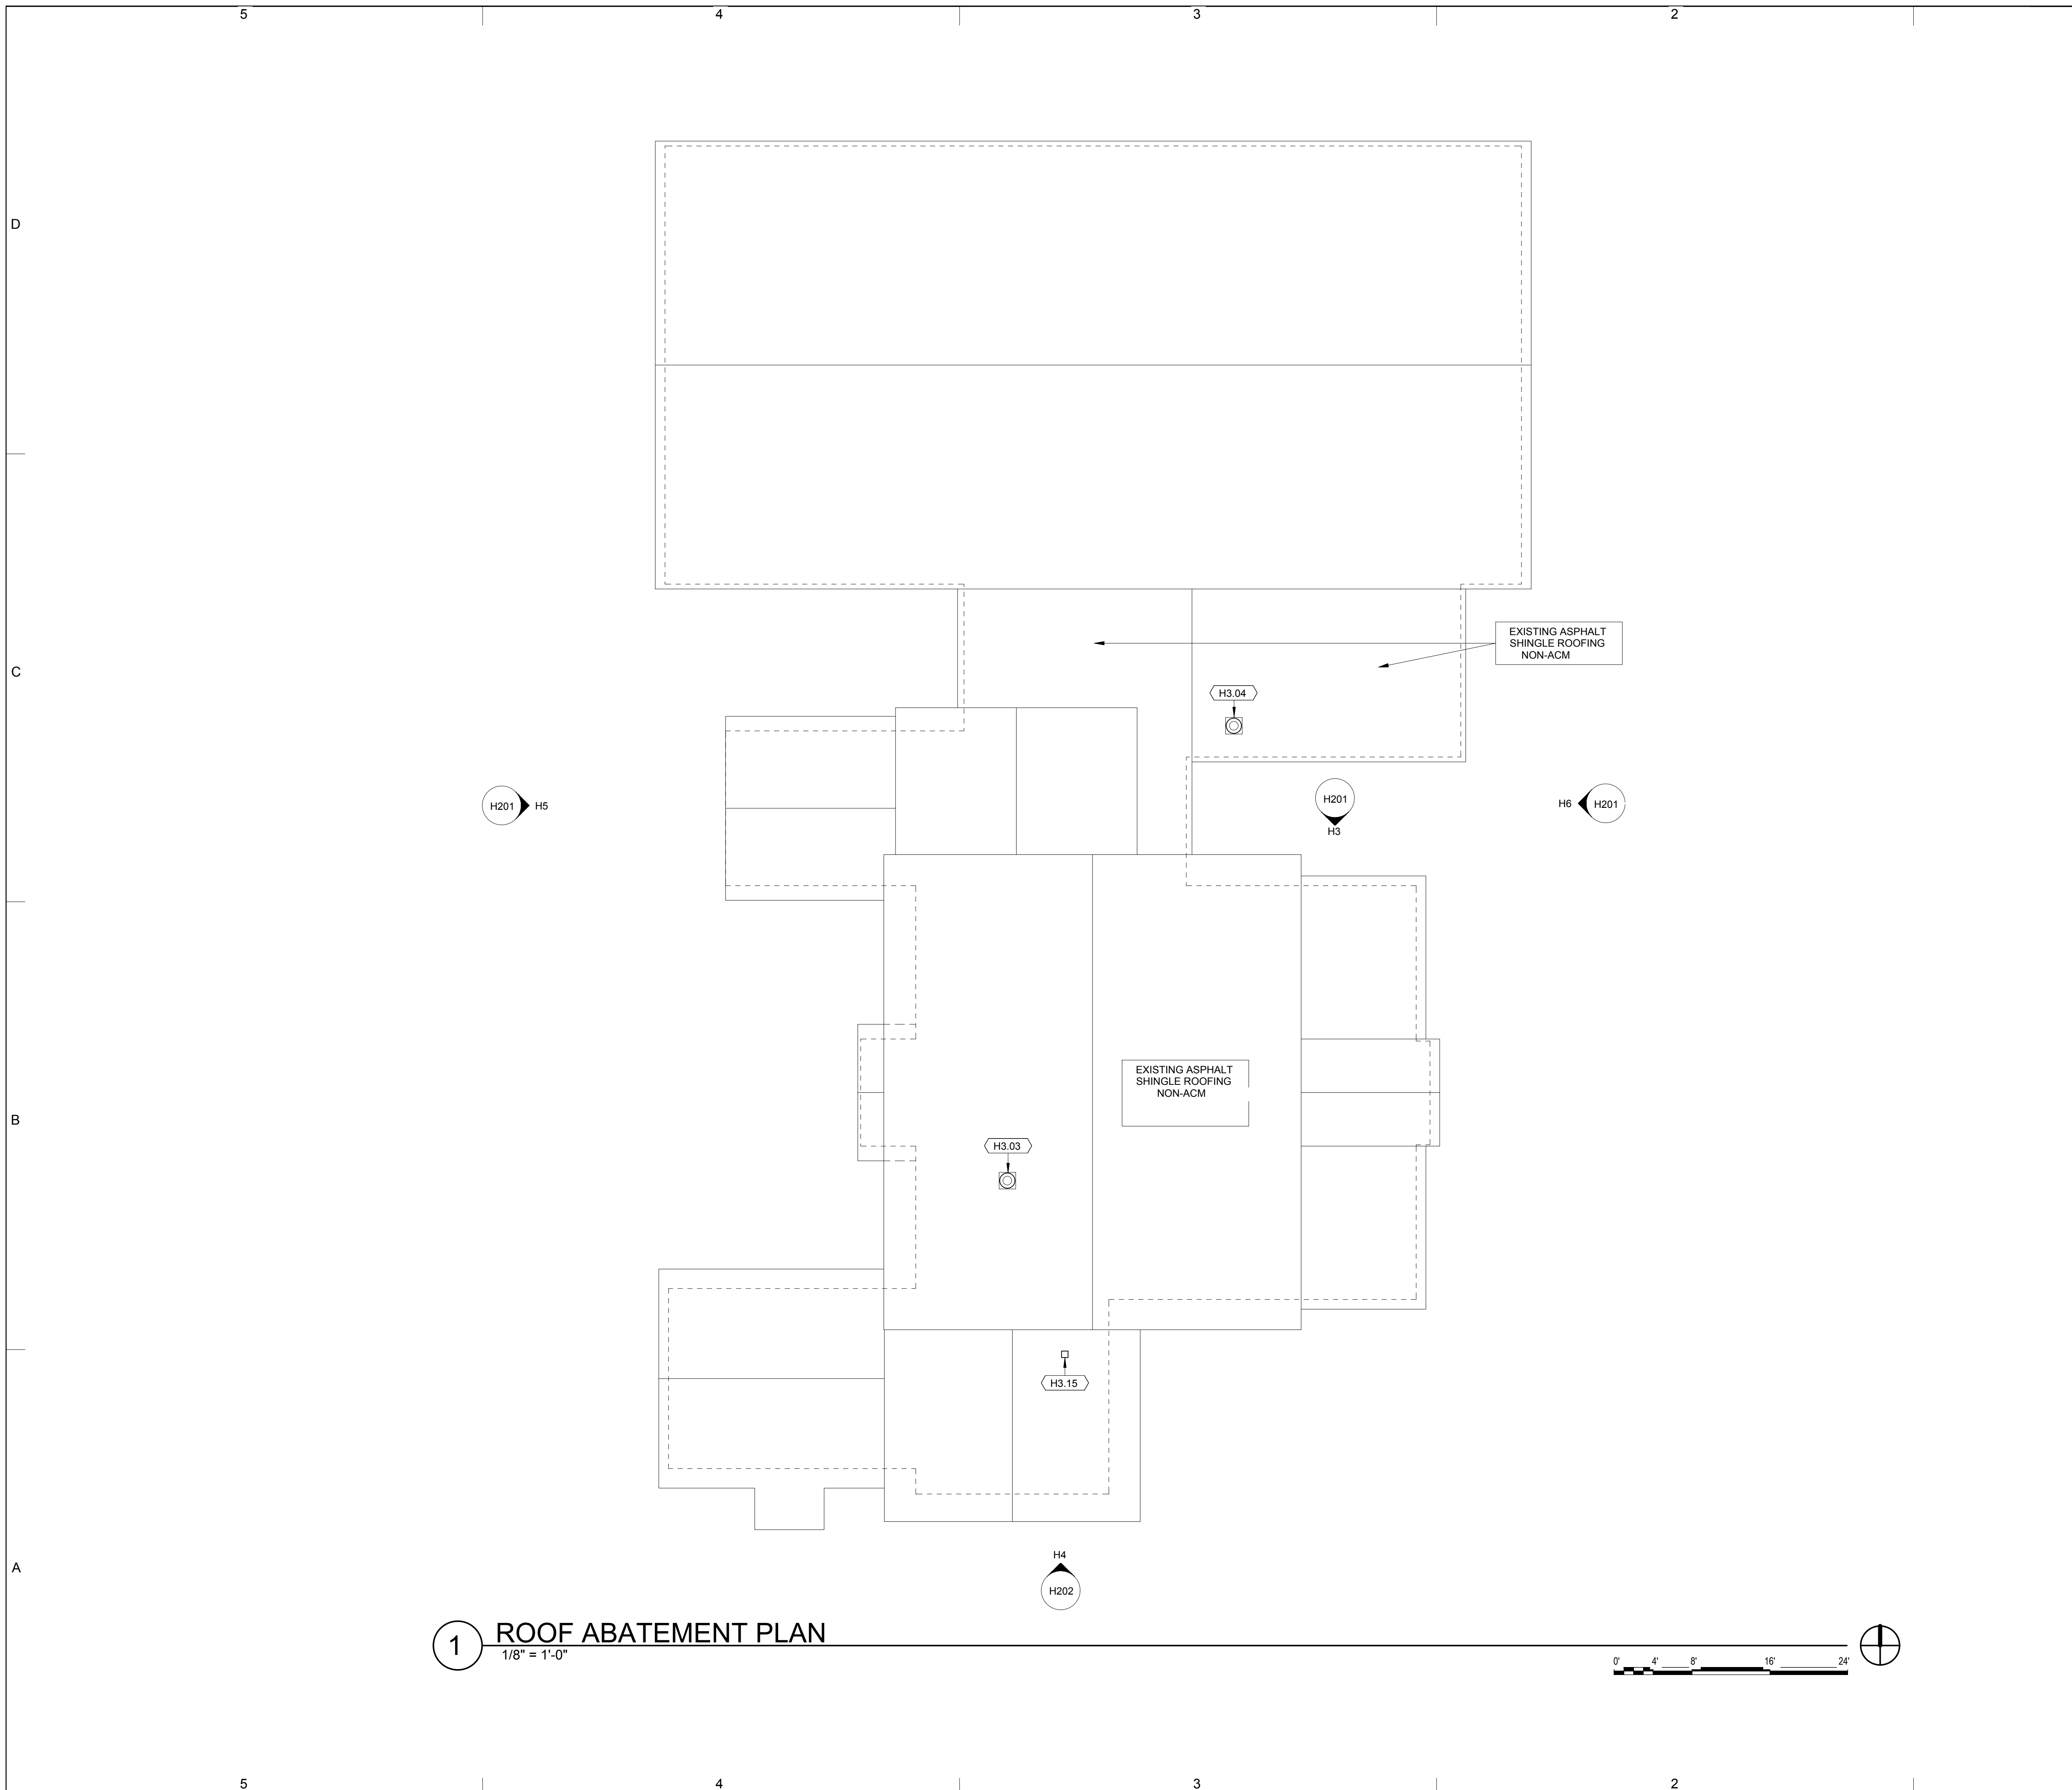 5 4 3 2
D
EXISTING ASPHALT
SHINGLE ROOFING
NON-ACM
C
H3.04
H201 H5
H201
H3
H6 H201
EXISTING ASPHALT
SHINGLE ROOFING
NON-ACM
B
H3.03
H3.15
H4
A
H202
1 ROOF ABATEMENT PLAN
1/8" = 1'-0"
0' 4' 8' 16' 24'
5 4 3 2